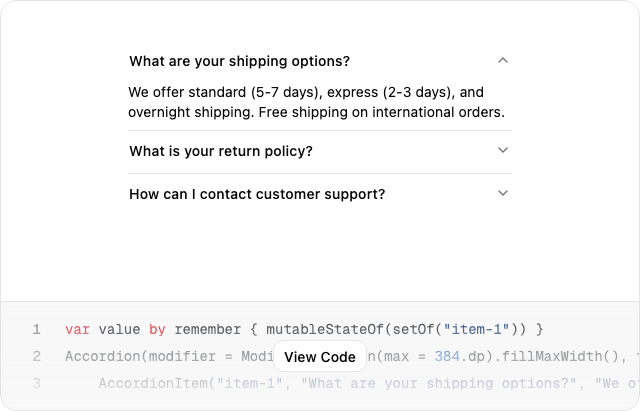 What are your shipping options?
We offer standard (5-7 days), express (2-3 days), and
overnight shipping. Free shipping on international orders.
What is your return policy?
How can I contact customer support?
1 var value by remember { mutableStateOf(setOf("item-1")) }
2 Accordion(modifier = Modi
View Code
(max = 384.dp).fillMaxWidth(),
3 AccordionItem("item-1", "What are your shipping options?", "We